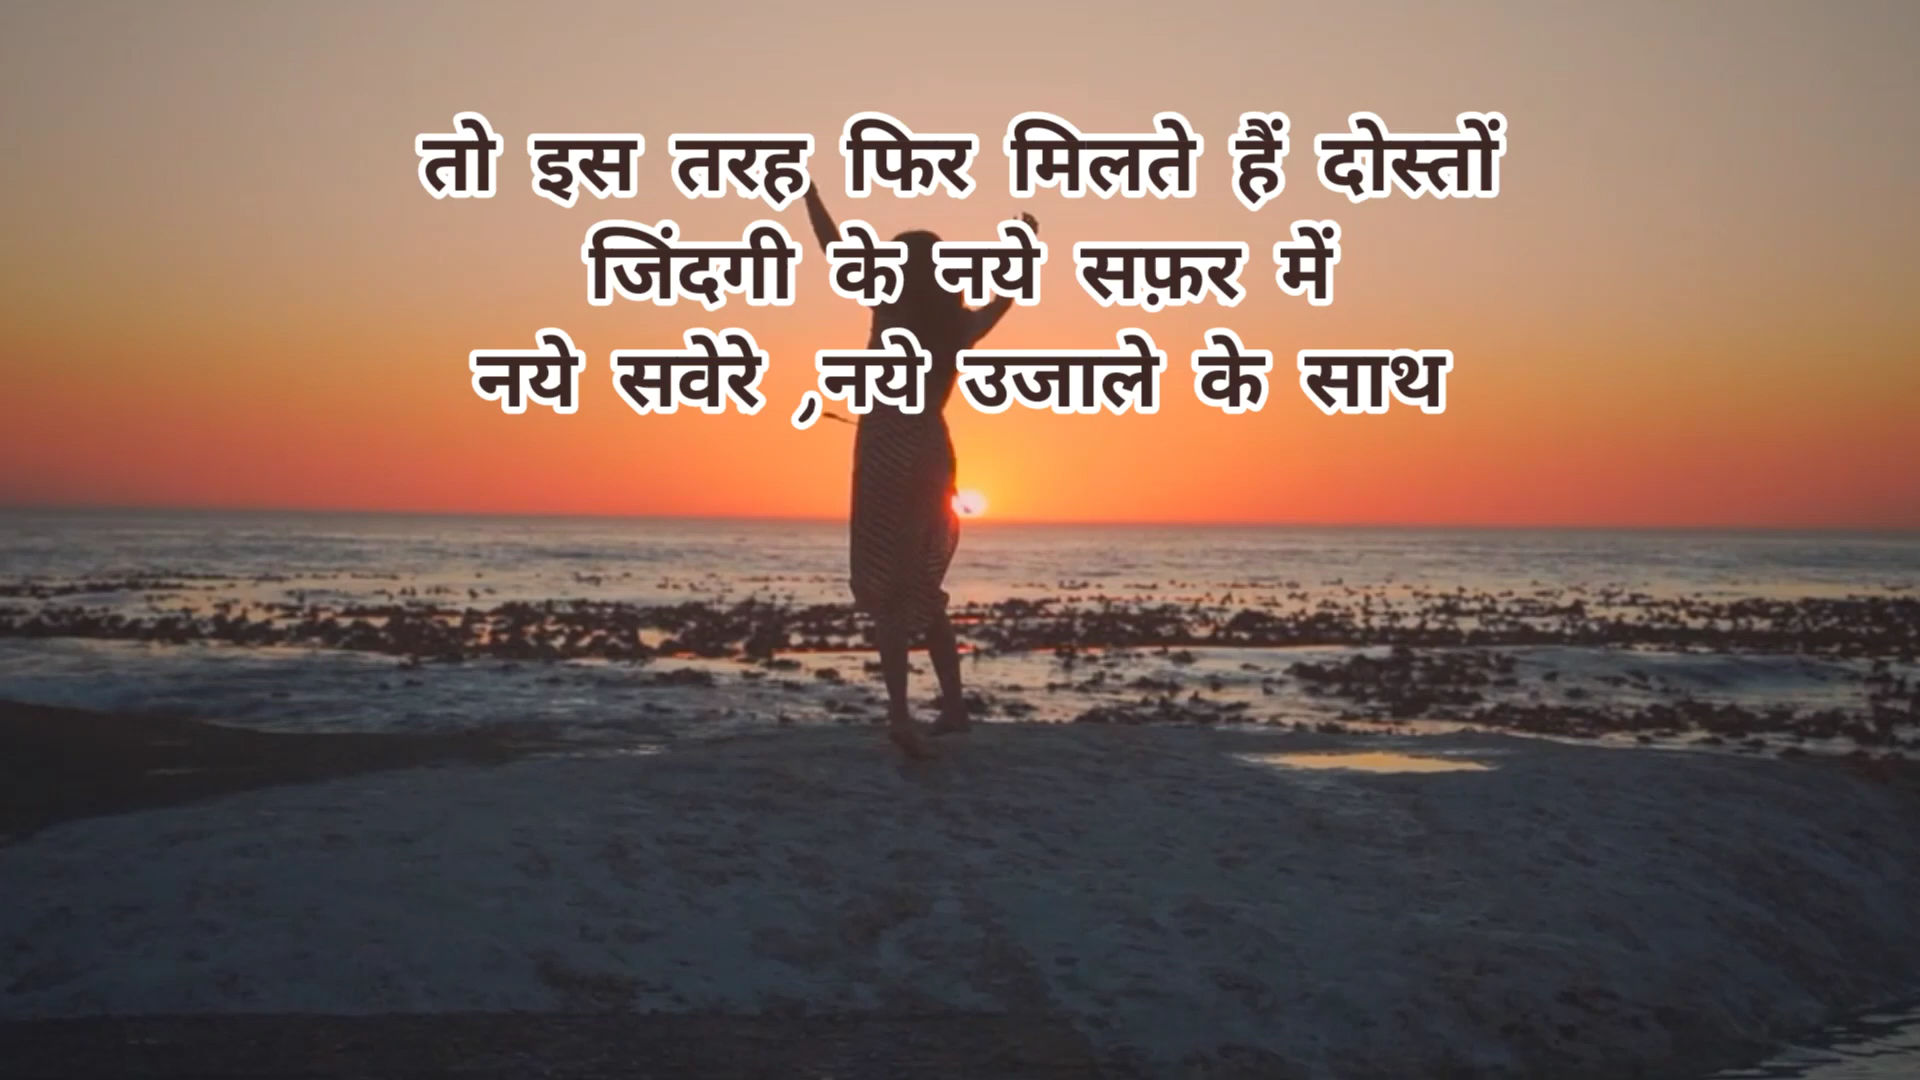 तो इस तरह फिर मिलते हैं दोस्तों
जिंदगी के नये सफ़र में
नये सवेरे ,नये उजाले के साथ